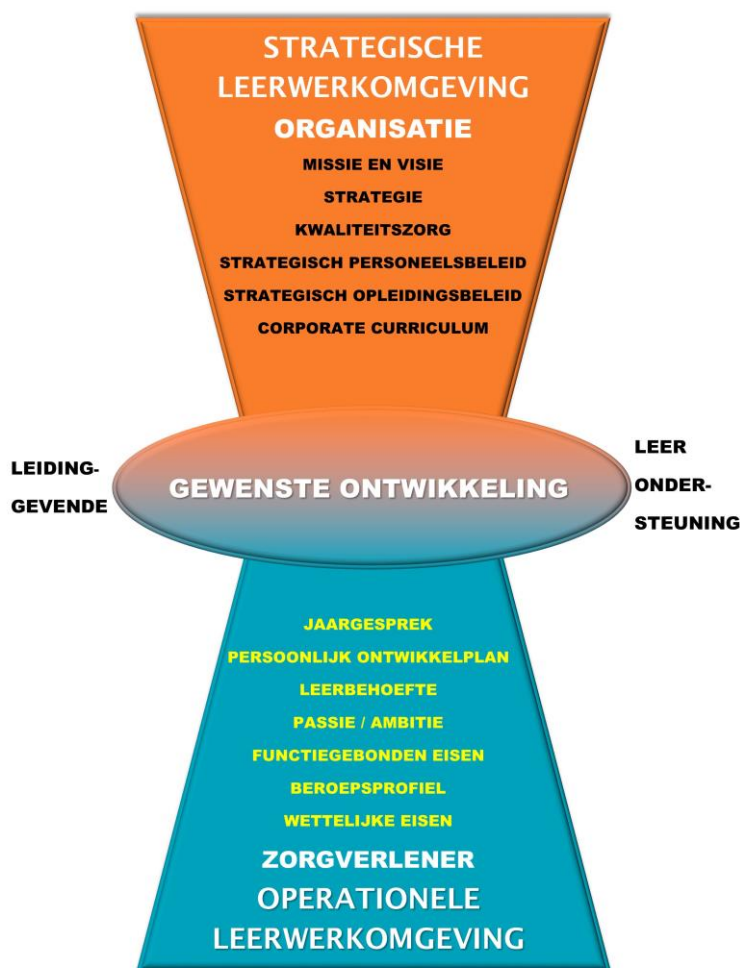 STRATEGISCHE
LEERWERKOMGEVING
ORGANISATIE
MISSIE EN VISIE
STRATEGIE
KWALITEITSZORG
STRATEGISCH PERSONEELSBELEID
STRATEGISCH OPLEIDINGSBELEID
CORPORATE CURRICULUM
LEIDING-
GEVENDE
GEWENSTE ONTWIKKELING
LEER
ONDER-
STEUNING
JAARGESPREK
PERSOONLIJK ONTWIKKELPLAN
LEERBEHOEFTE
PASSIE / AMBITIE
FUNCTIEGEBONDEN EISEN
BEROEPSPROFIEL
WETTELIJKE EISEN
ZORGVERLENER
OPERATIONELE
LEERWERKOMGEVING